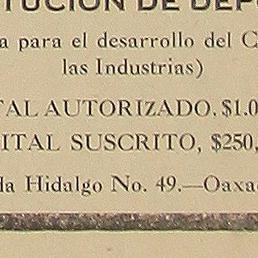 TUCION DE DEPO
a para el desarrollo del C
las Industrias)
TAL AUTORIZADO, $1.0
ITAL SUSCRITO, $250,
da Hidalgo No. 49.—Oaxa